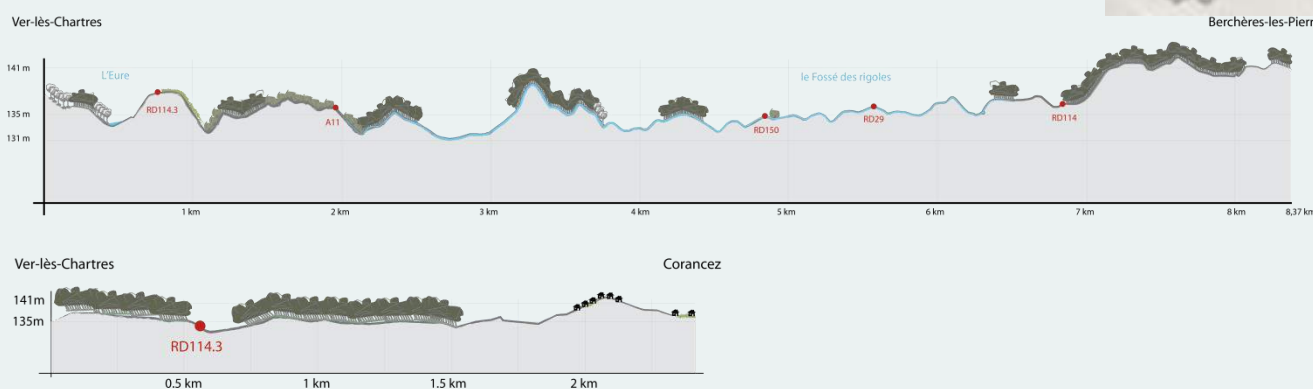 Ver-lès-Chartres
Berchères-les-Pierr
141 m
135 m
131 m
L'Eure
le Fossé des rigoles
RD114.3
A11
RD150
RD29
RD114
1 km
2 km
3 km
4 km
5 km
6 km
7 km
8 km
8,37 km
Ver-lès-Chartres
Corancez
141m
135m
RD114.3
0.5 km
1 km
1.5 km
2 km